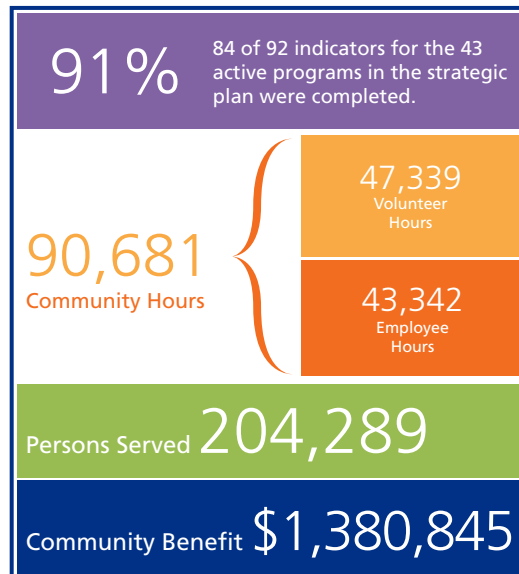 91%
84 of 92 indicators for the 43
active programs in the strategic
plan were completed.
90,681
Community Hours
47,339
Volunteer
Hours
43,342
Employee
Hours
Persons Served 204,289
Community Benefit $1,380,845